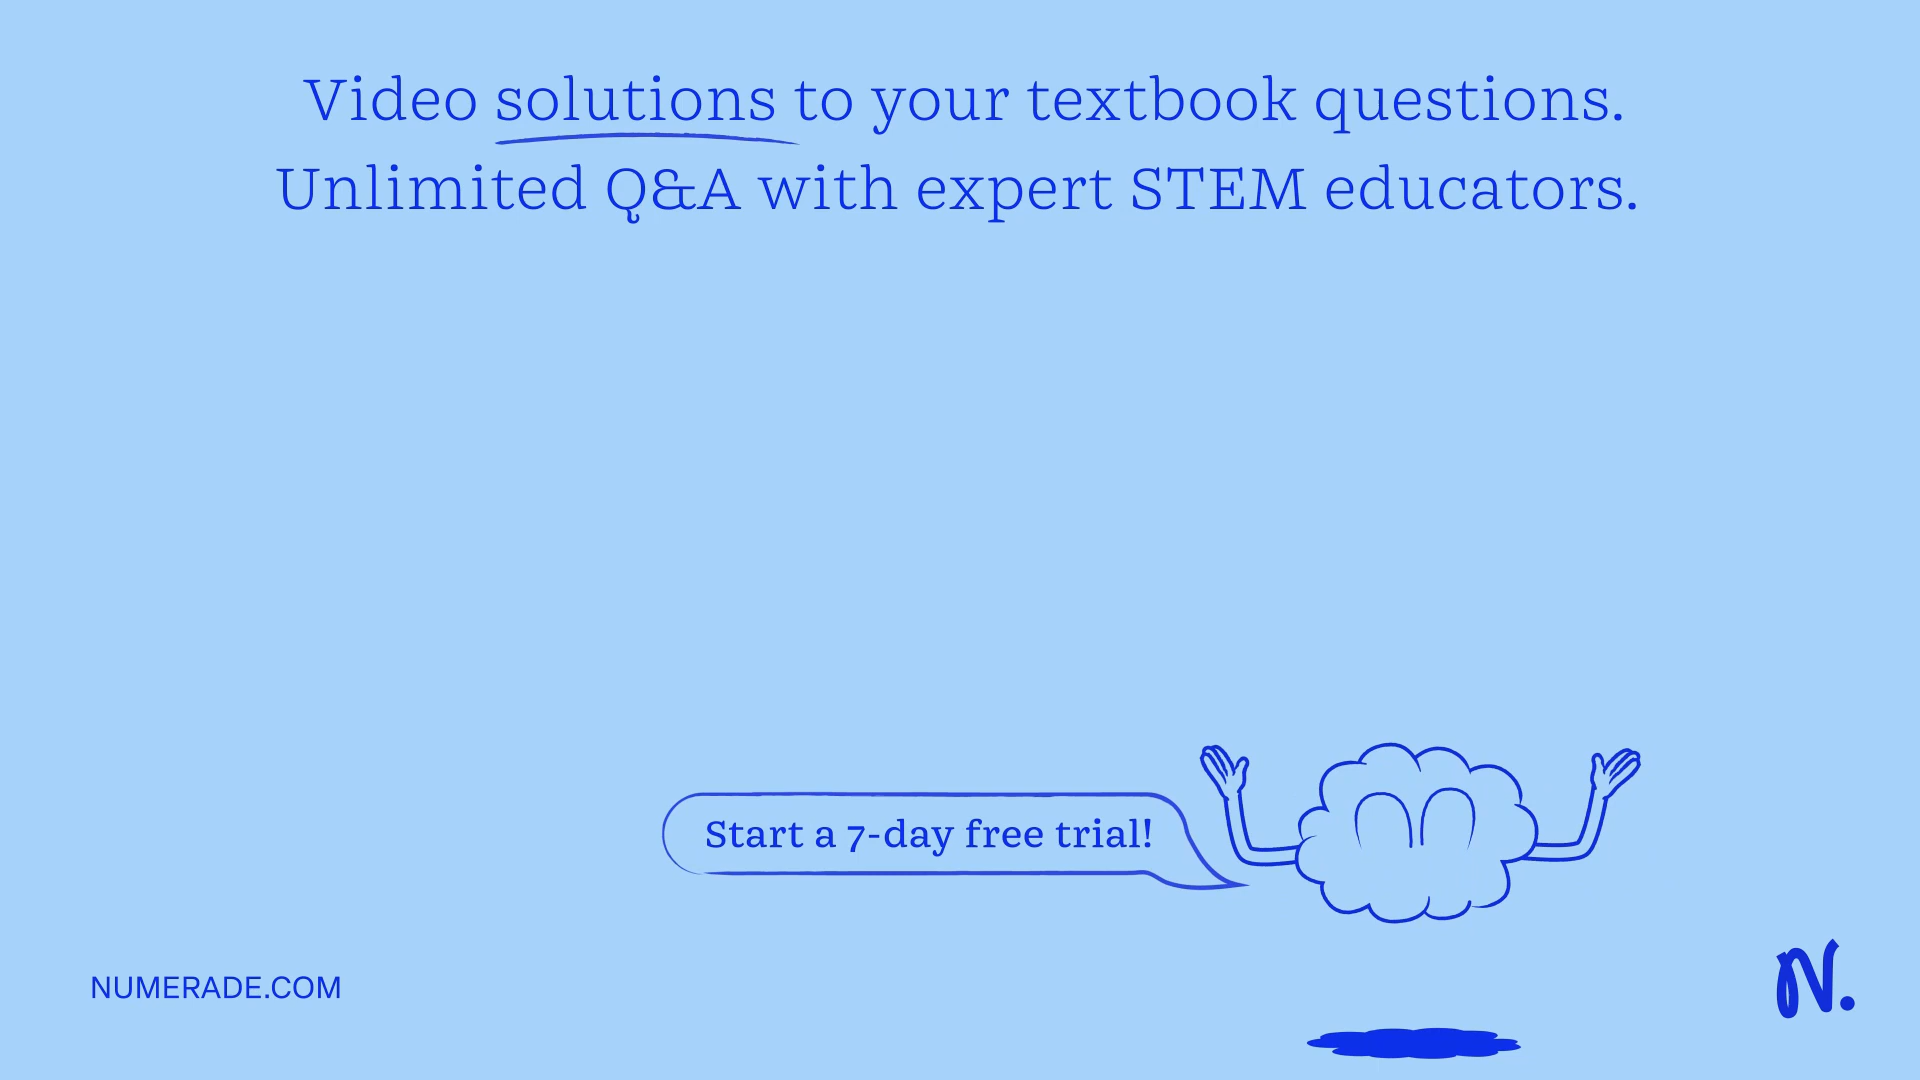 Video solutions to your textbook questions.
Unlimited Q&A with expert STEM educators.
Start a 7-day free trial!
NUMERADE.COM
N.